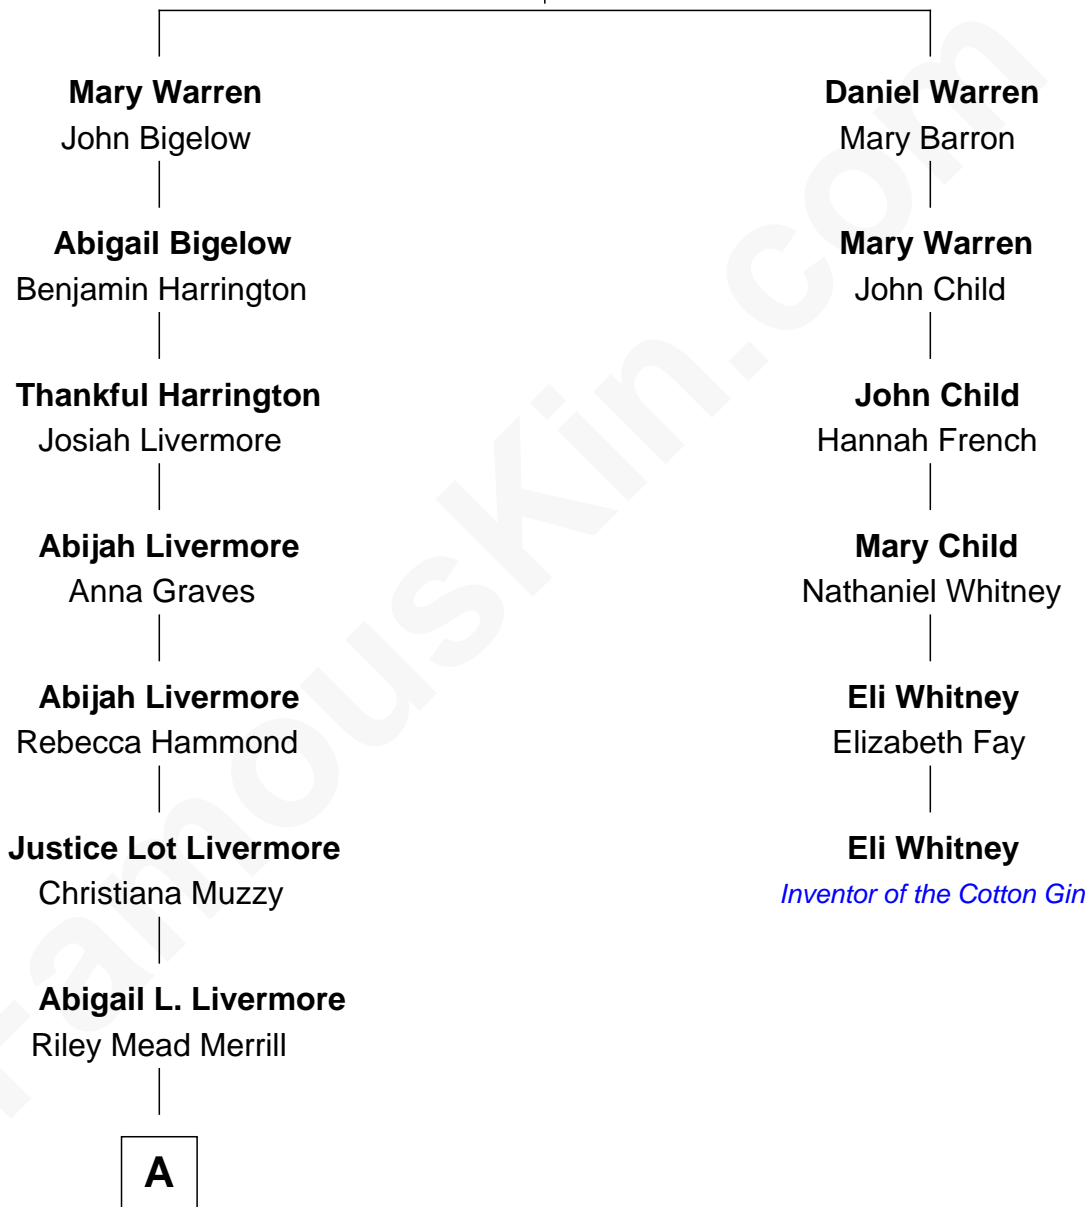 Mary Warren
John Bigelow
Daniel Warren
Mary Barron
Abigail Bigelow
Benjamin Harrington
Mary Warren
John Child
Thankful Harrington
Josiah Livermore
John Child
Hannah French
Abijah Livermore
Anna Graves
Mary Child
Nathaniel Whitney
Abijah Livermore
Rebecca Hammond
Eli Whitney
Elizabeth Fay
Justice Lot Livermore
Christiana Muzzy
Eli Whitney
Inventor of the Cotton Gin
Abigail L. Livermore
Riley Mead Merrill
A
FamousKin.com